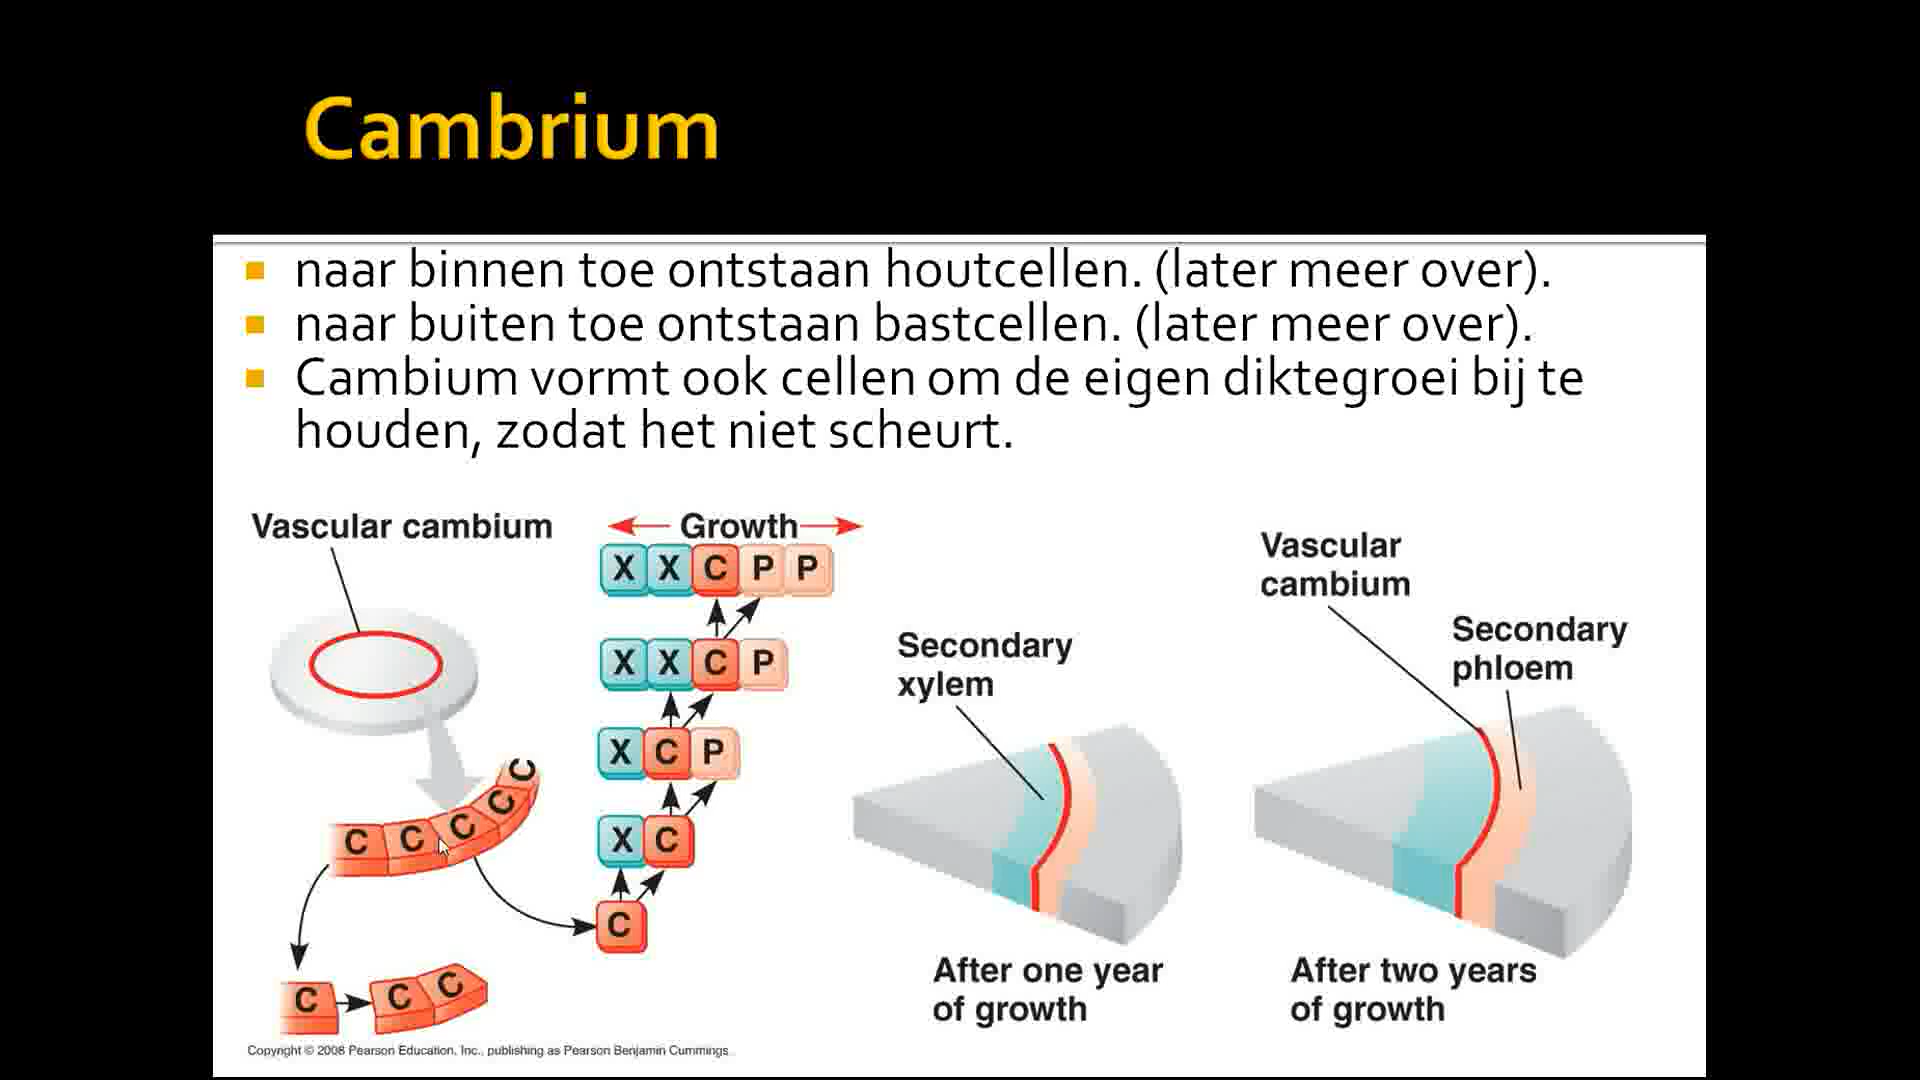 Cambrium
naar binnen toe ontstaan houtcellen. (later meer over).
naar buiten toe ontstaan bastcellen. (later meer over).
Cambium vormt ook cellen om de eigen diktegroei bij te
houden, zodat het niet scheurt.
Vascular cambium
Growth
X X C P P
X X C P
X C P
X C
C
C C C C C
C C C
Secondary
xylem
After one year
of growth
Vascular
cambium
Secondary
phloem
After two years
of growth
Copyright © 2008 Pearson Education, Inc., publishing as Pearson Benjamin Cummings.